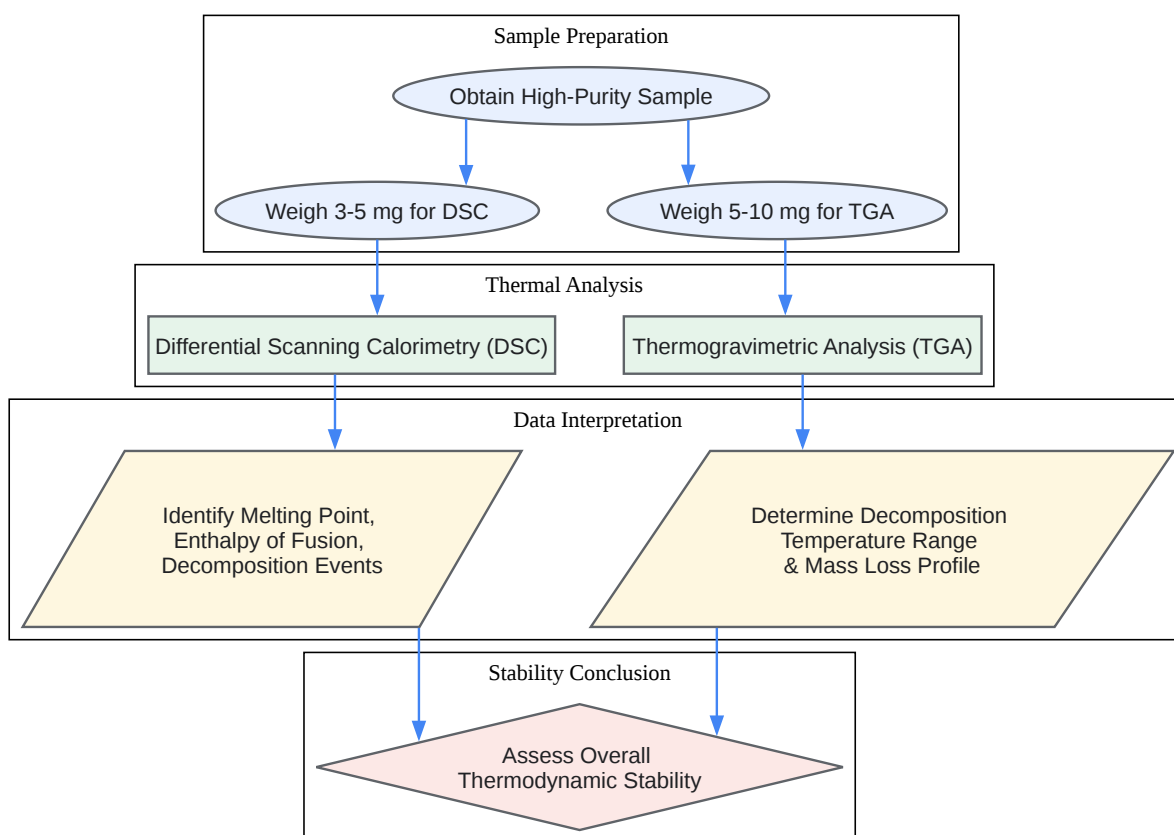 Sample Preparation
Obtain High-Purity Sample
Weigh 3-5 mg for DSC
Weigh 5-10 mg for TGA
Thermal Analysis
Differential Scanning Calorimetry (DSC)
Thermogravimetric Analysis (TGA)
Data Interpretation
Identify Melting Point,
Enthalpy of Fusion,
Decomposition Events
Determine Decomposition
Temperature Range
& Mass Loss Profile
Stability Conclusion
Assess Overall
Thermodynamic Stability